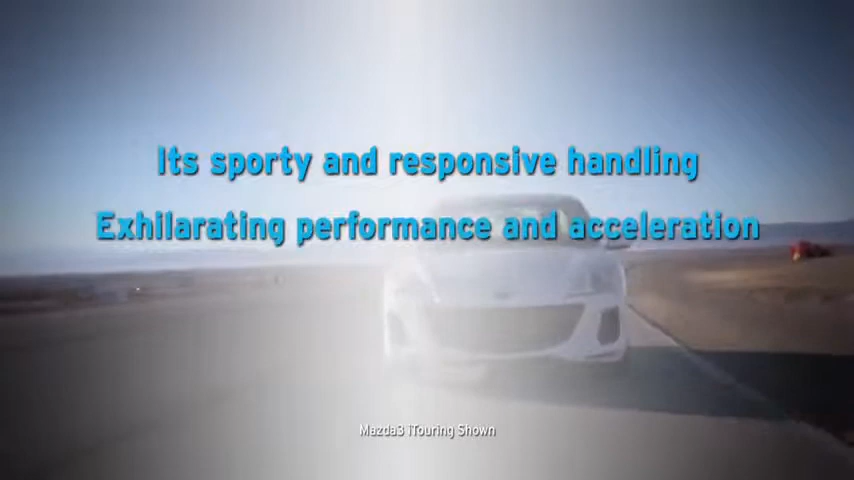 Its sporty and responsive handling
Exhilarating performance and acceleration
Mazda3 iTouring Shown